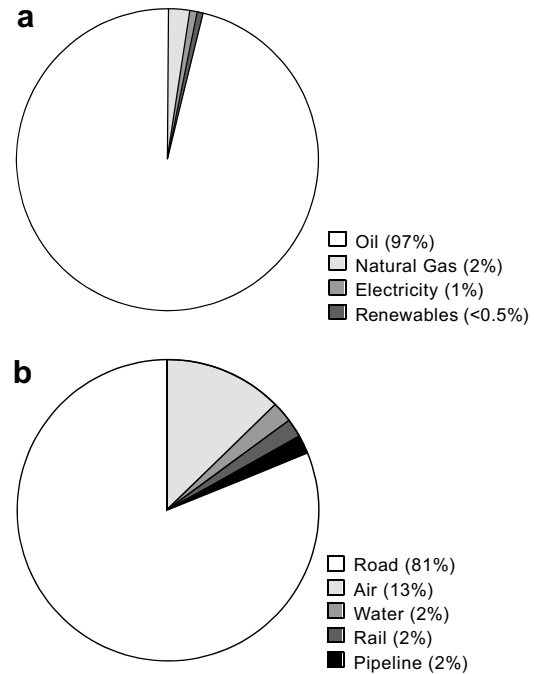 a
Oil (97%)
Natural Gas (2%)
Electricity (1%)
Renewables (<0.5%)
b
Road (81%)
Air (13%)
Water (2%)
Rail (2%)
Pipeline (2%)